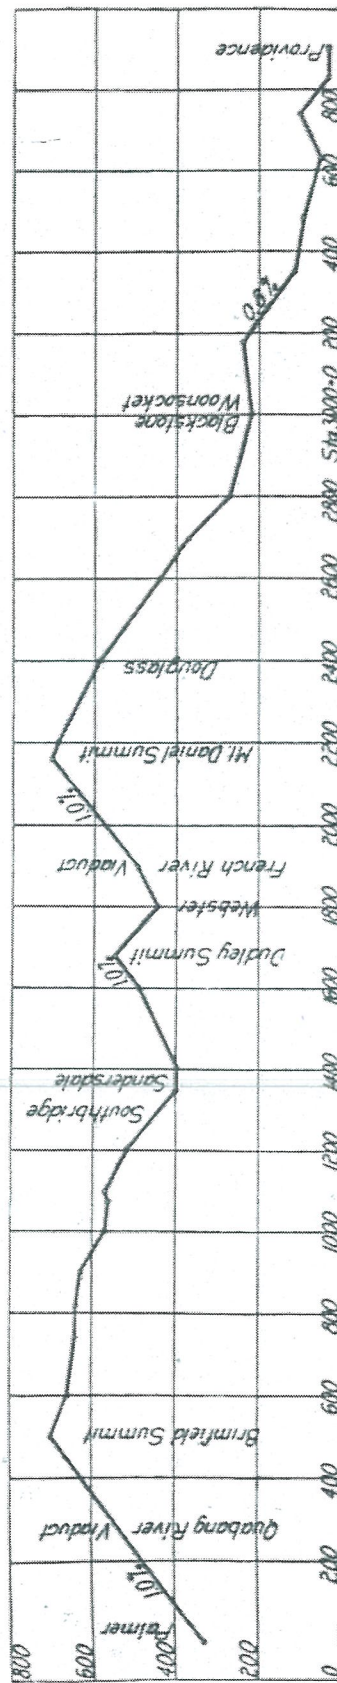 800
600
400
200
0
Palmer
1.0%
Quabang River
Viaduct
Brimfield Summit
Southbridge
Sandersdale
1.0%
Dudley Summit
Webster
French River
Viaduct
1.0%
Mt. Daniel Summit
Douglass
Blackstone
Woonsocket
0.8%
Providence
200
400
600
800
1000
1200
1400
1600
1800
2000
2200
2400
2600
2800
Sta. 3000+0
200
400
600
800